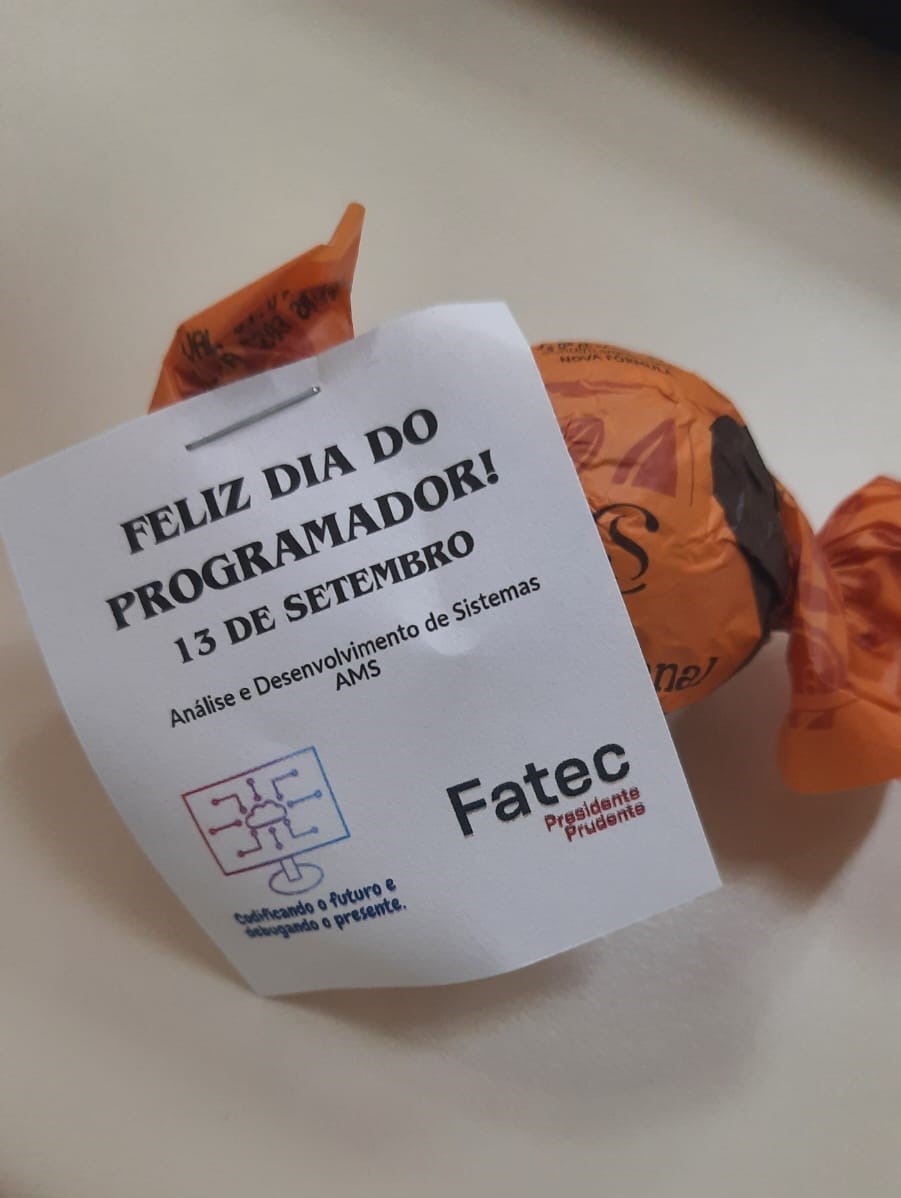 FELIZ DIA DO
PROGRAMADOR!
13 DE SETEMBRO
Análise e Desenvolvimento de Sistemas
AMS
Fatec
Presidente
Prudente
Codificando o futuro e
debugando o presente.
NOVA FÓRMULA